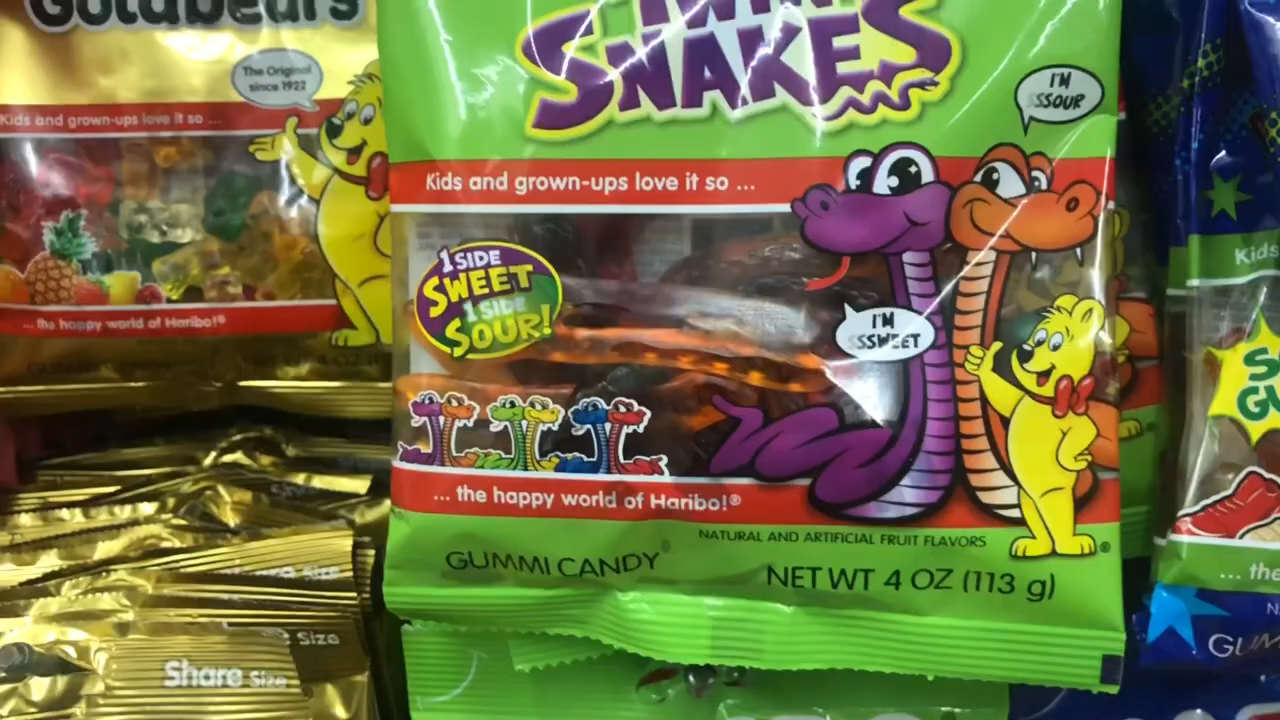 Goldbears
The Original
since 1922
Kids and grown-ups love it so ...
... the happy world of Haribo!®
Share Size
Size
TWIN
SNAKES
I'M
SSSOUR
Kids and grown-ups love it so ...
1 SIDE
SWEET
1 SIDE
SOUR!
I'M
SSSWEET
... the happy world of Haribo!®
NATURAL AND ARTIFICIAL FRUIT FLAVORS
GUMMI CANDY
NET WT 4 OZ (113 g)
®
Kids
... the